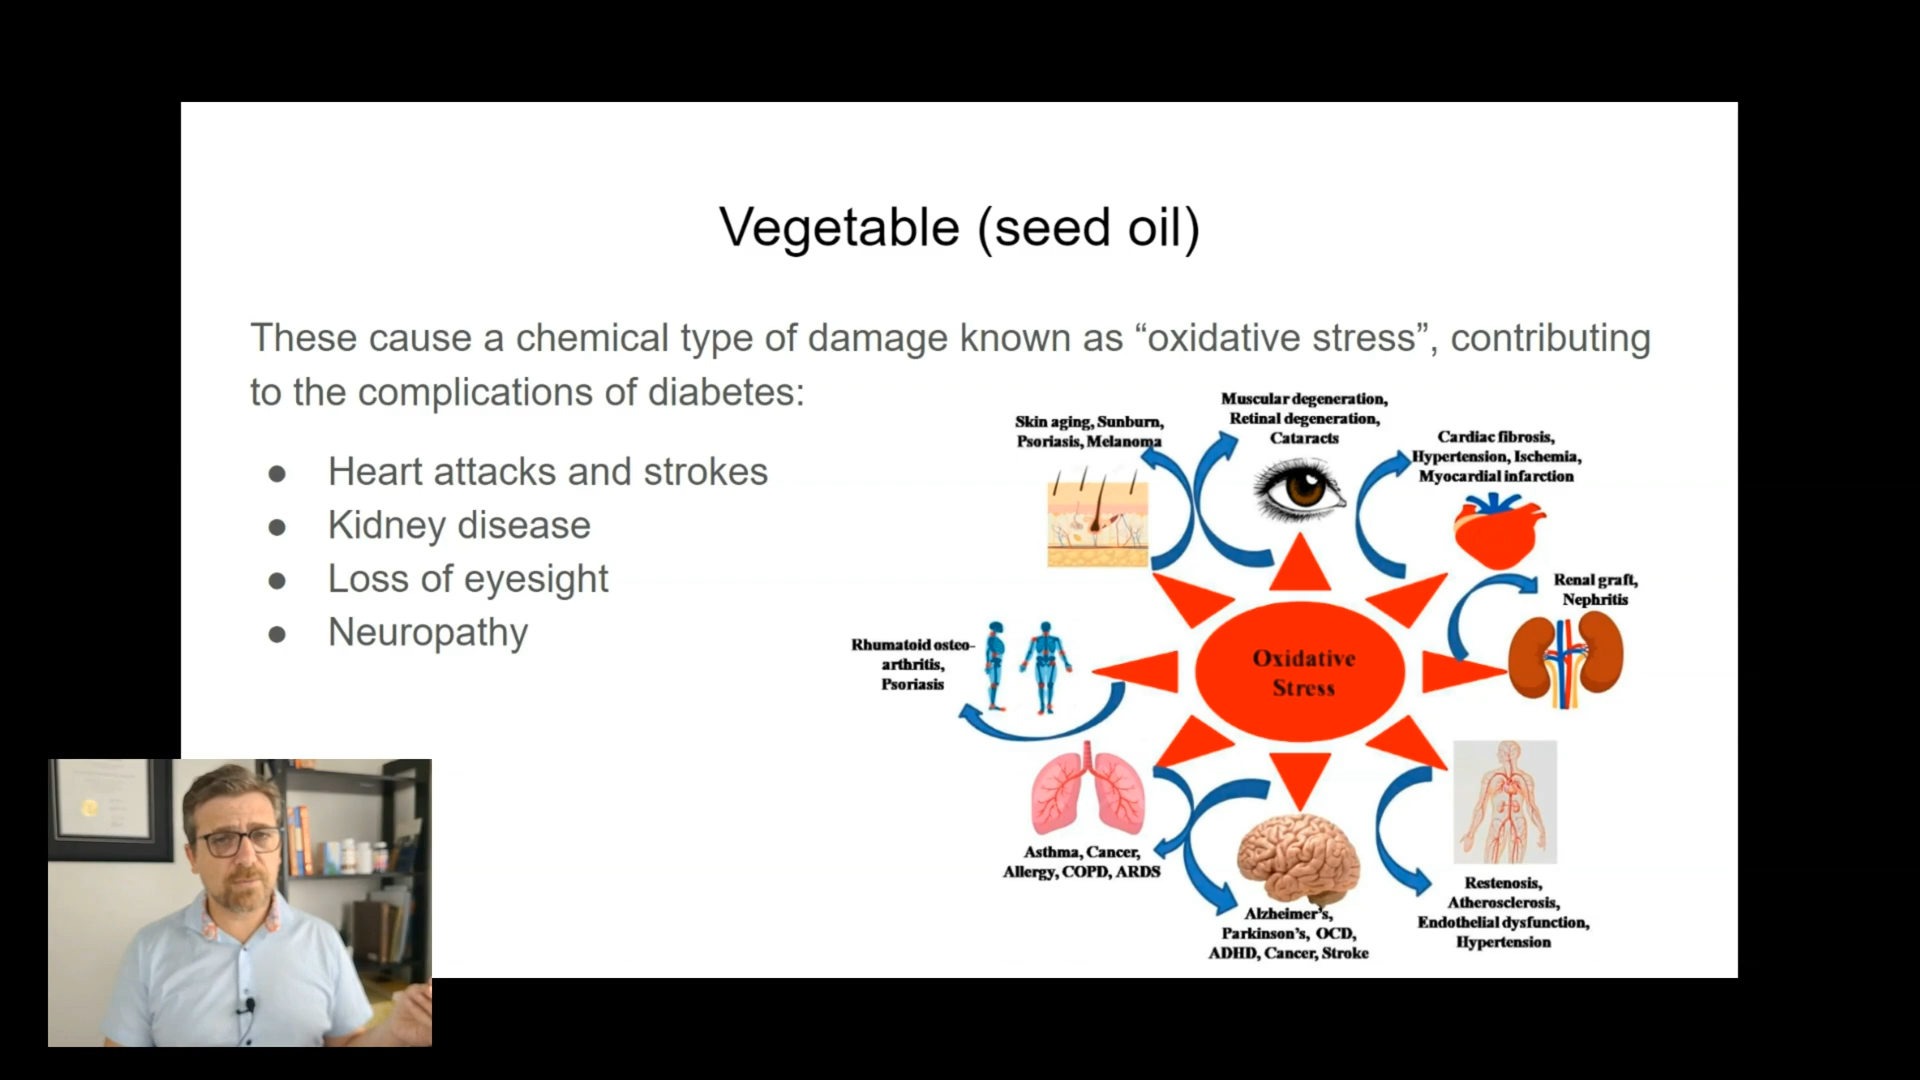 Vegetable (seed oil)
These cause a chemical type of damage known as “oxidative stress”, contributing
to the complications of diabetes:
● Heart attacks and strokes
● Kidney disease
● Loss of eyesight
● Neuropathy
Skin aging, Sunburn,
Psoriasis, Melanoma
Muscular degeneration,
Retinal degeneration,
Cataracts
Cardiac fibrosis,
Hypertension, Ischemia,
Myocardial infarction
Renal graft,
Nephritis
Rhumatoid osteo-
arthritis,
Psoriasis
Oxidative
Stress
Asthma, Cancer,
Allergy, COPD, ARDS
Alzheimer's,
Parkinson's, OCD,
ADHD, Cancer, Stroke
Restenosis,
Atherosclerosis,
Endothelial dysfunction,
Hypertension